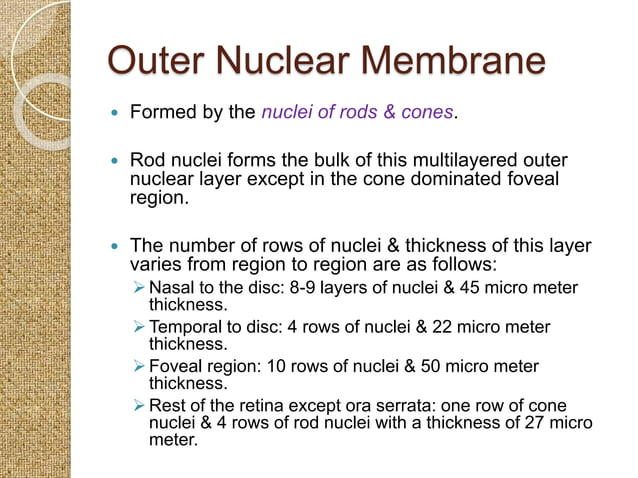 Outer Nuclear Membrane
• Formed by the nuclei of rods & cones.
• Rod nuclei forms the bulk of this multilayered outer
nuclear layer except in the cone dominated foveal
region.
• The number of rows of nuclei & thickness of this layer
varies from region to region are as follows:
➢ Nasal to the disc: 8-9 layers of nuclei & 45 micro meter
thickness.
➢ Temporal to disc: 4 rows of nuclei & 22 micro meter
thickness.
➢ Foveal region: 10 rows of nuclei & 50 micro meter
thickness.
➢ Rest of the retina except ora serrata: one row of cone
nuclei & 4 rows of rod nuclei with a thickness of 27 micro
meter.